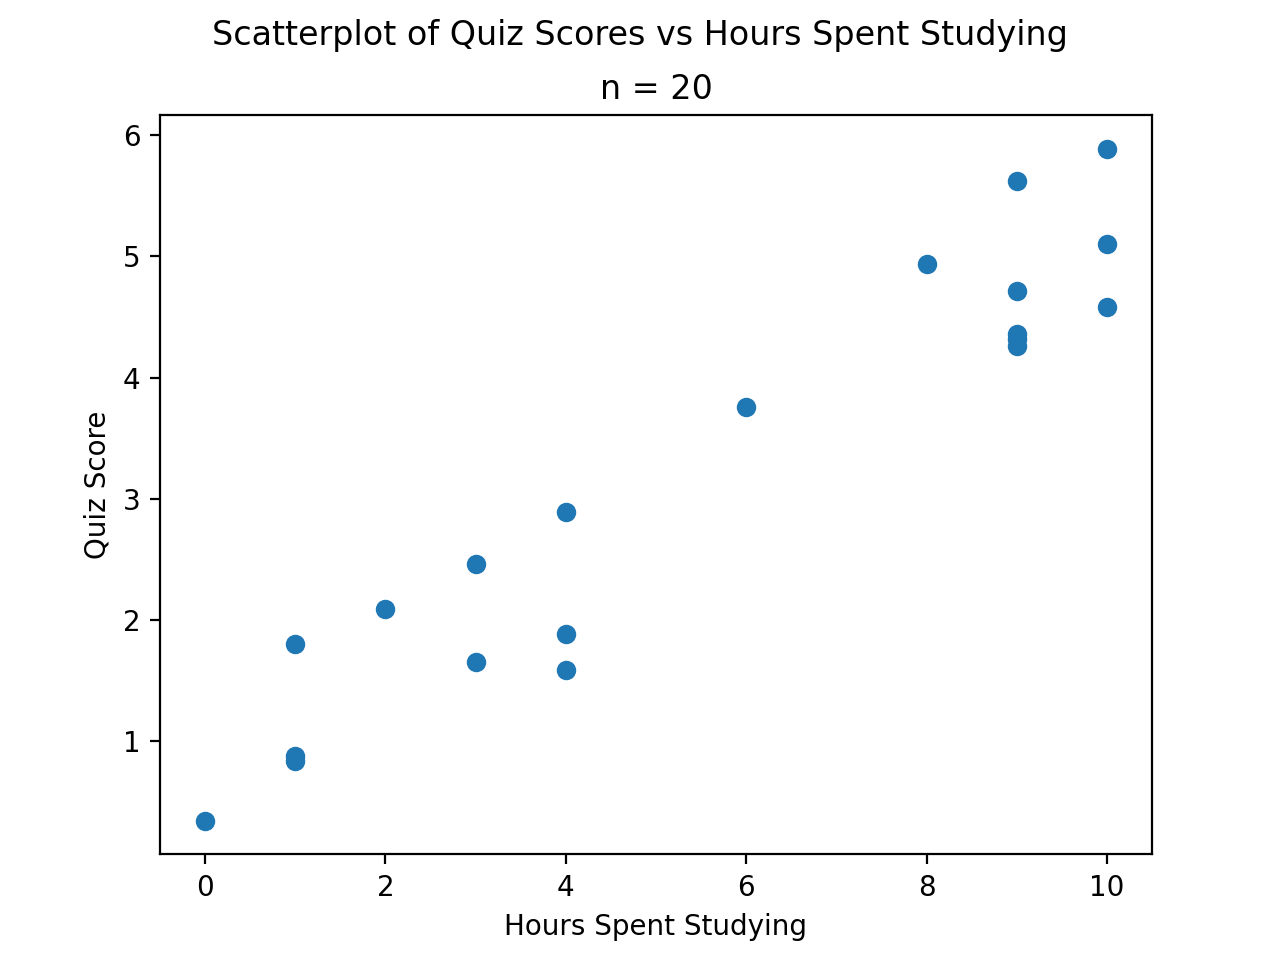 Scatterplot of Quiz Scores vs Hours Spent Studying
n = 20
6
5
4
3
2
1
Quiz Score
0 2 4 6 8 10
Hours Spent Studying